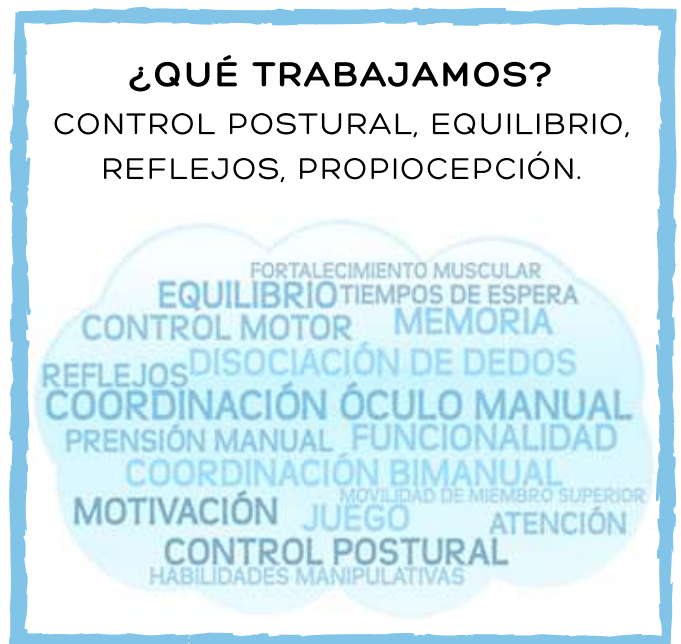 ¿QUÉ TRABAJAMOS?
CONTROL POSTURAL, EQUILIBRIO,
REFLEJOS, PROPIOCEPCIÓN.
FORTALECIMIENTO MUSCULAR
EQUILIBRIO TIEMPOS DE ESPERA
CONTROL MOTOR MEMORIA
REFLEJOS DISOCIACIÓN DE DEDOS
COORDINACIÓN ÓCULO MANUAL
PRENSIÓN MANUAL FUNCIONALIDAD
COORDINACIÓN BIMANUAL
MOVILIDAD DE MIEMBRO SUPERIOR
MOTIVACIÓN JUEGO ATENCIÓN
CONTROL POSTURAL
HABILIDADES MANIPULATIVAS